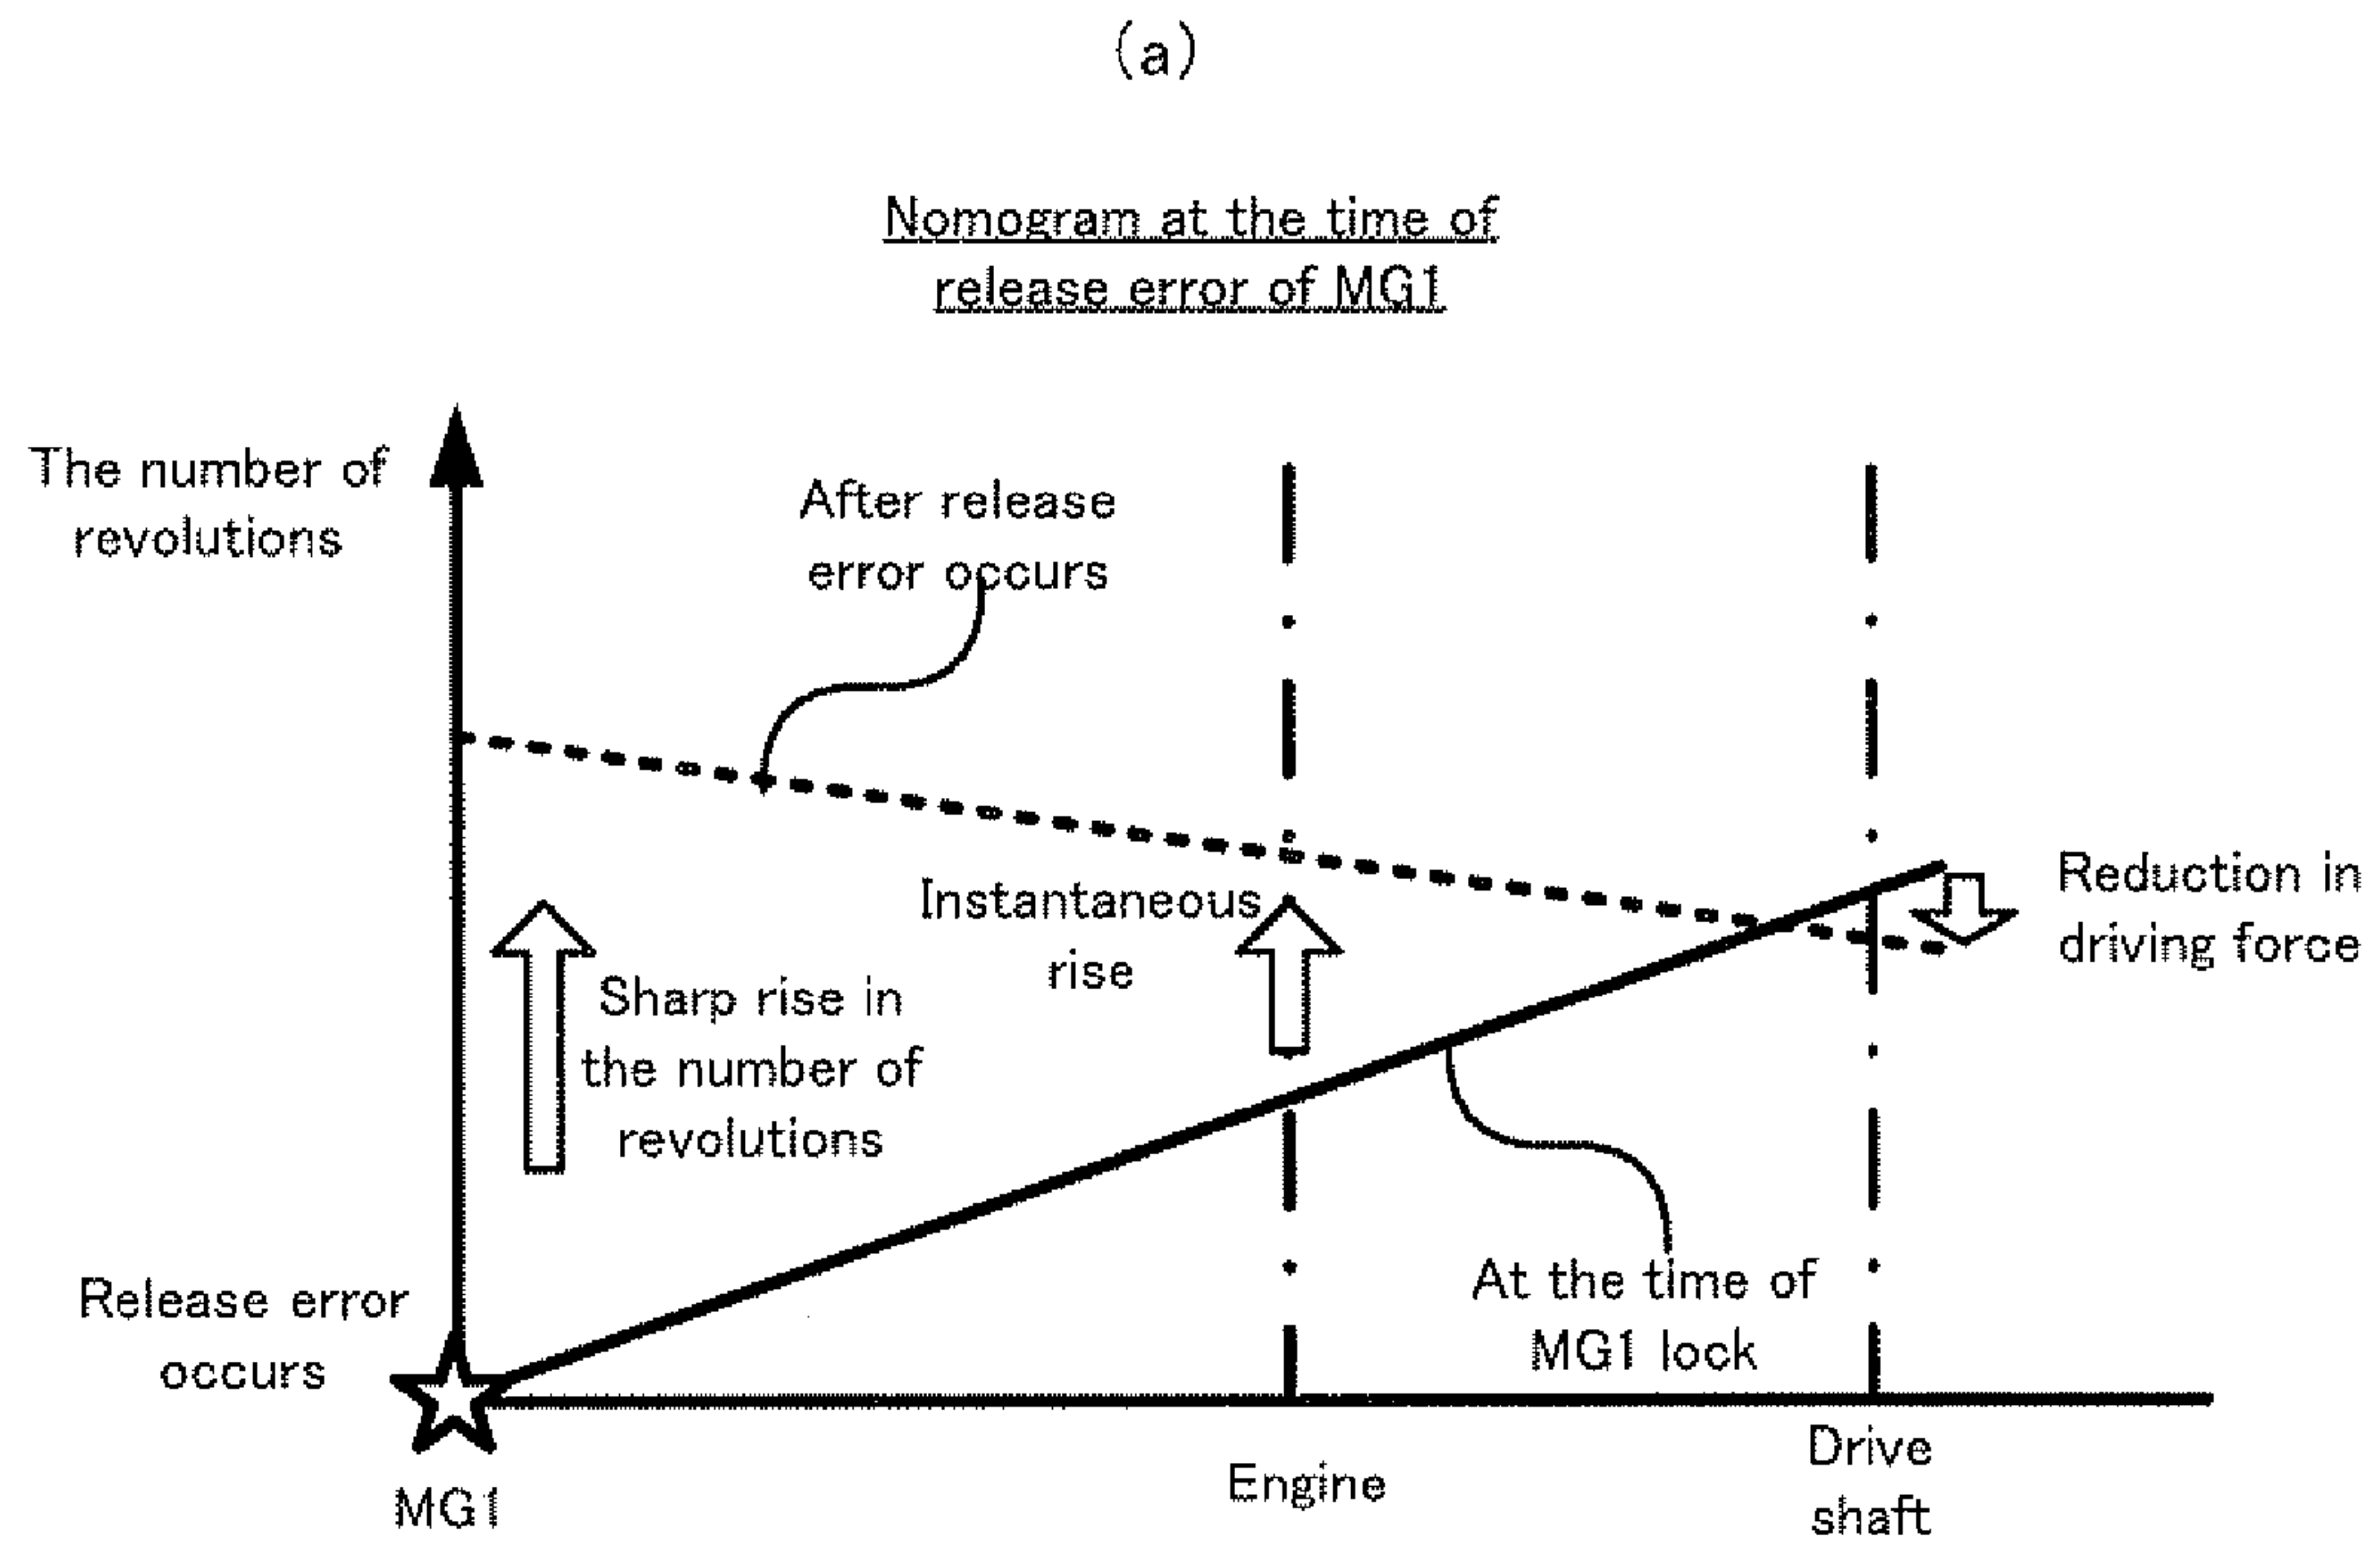 (a)
Nomogram at the time of
release error of MG1
The number of
revolutions
After release
error occurs
Instantaneous
rise
Reduction in
driving force
Sharp rise in
the number of
revolutions
Release error
occurs
At the time of
MG1 lock
MG1
Engine
Drive
shaft